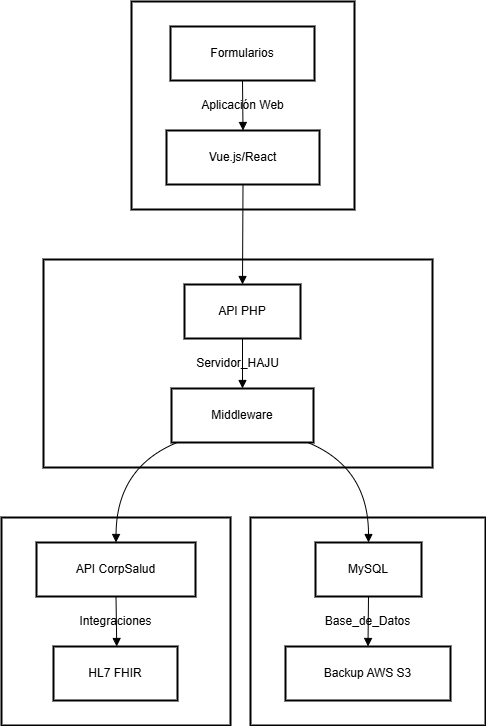 Formularios
Aplicación Web
Vue.js/React
API PHP
Servidor_HAJU
Middleware
API CorpSalud
Integraciones
HL7 FHIR
MySQL
Base_de_Datos
Backup AWS S3